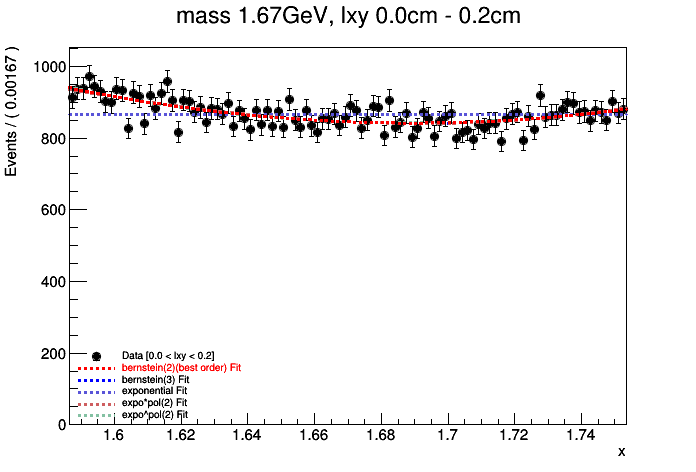 mass 1.67GeV, lxy 0.0cm - 0.2cm
Events / ( 0.00167 )
1000
800
600
400
200
0
Data [0.0 < lxy < 0.2]
bernstein(2)(best order) Fit
bernstein(3) Fit
exponential Fit
expo*pol(2) Fit
expo^pol(2) Fit
1.6 1.62 1.64 1.66 1.68 1.7 1.72 1.74
x